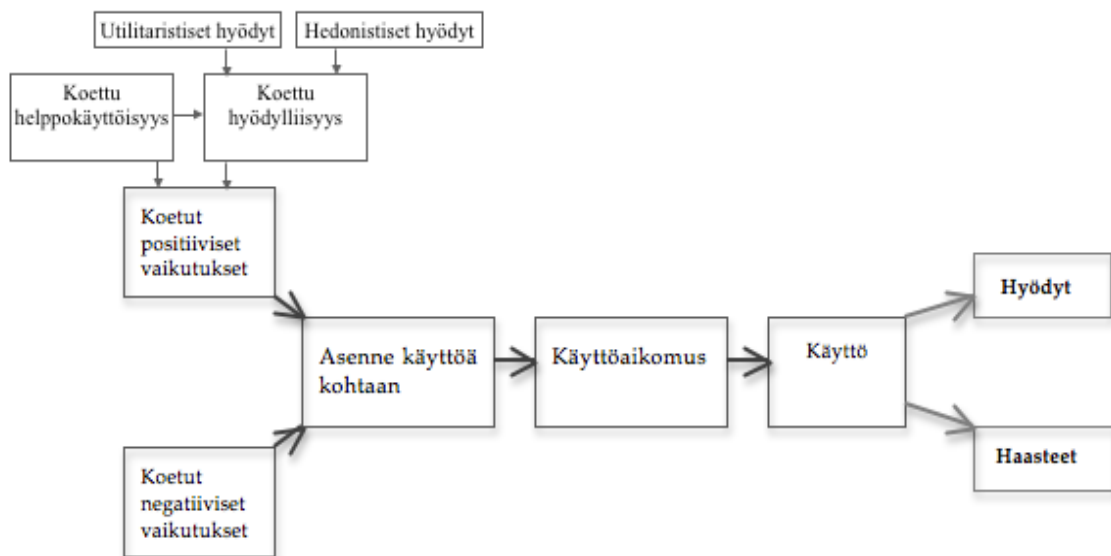 Utilitaristiset hyödyt
Hedonistiset hyödyt
Koettu
helppokäyttöisyys
Koettu
hyödylliisyys
Koetut
positiiviset
vaikutukset
Hyödyt
Asenne käyttöä
kohtaan
Käyttöaikomus
Käyttö
Haasteet
Koetut
negatiiviset
vaikutukset